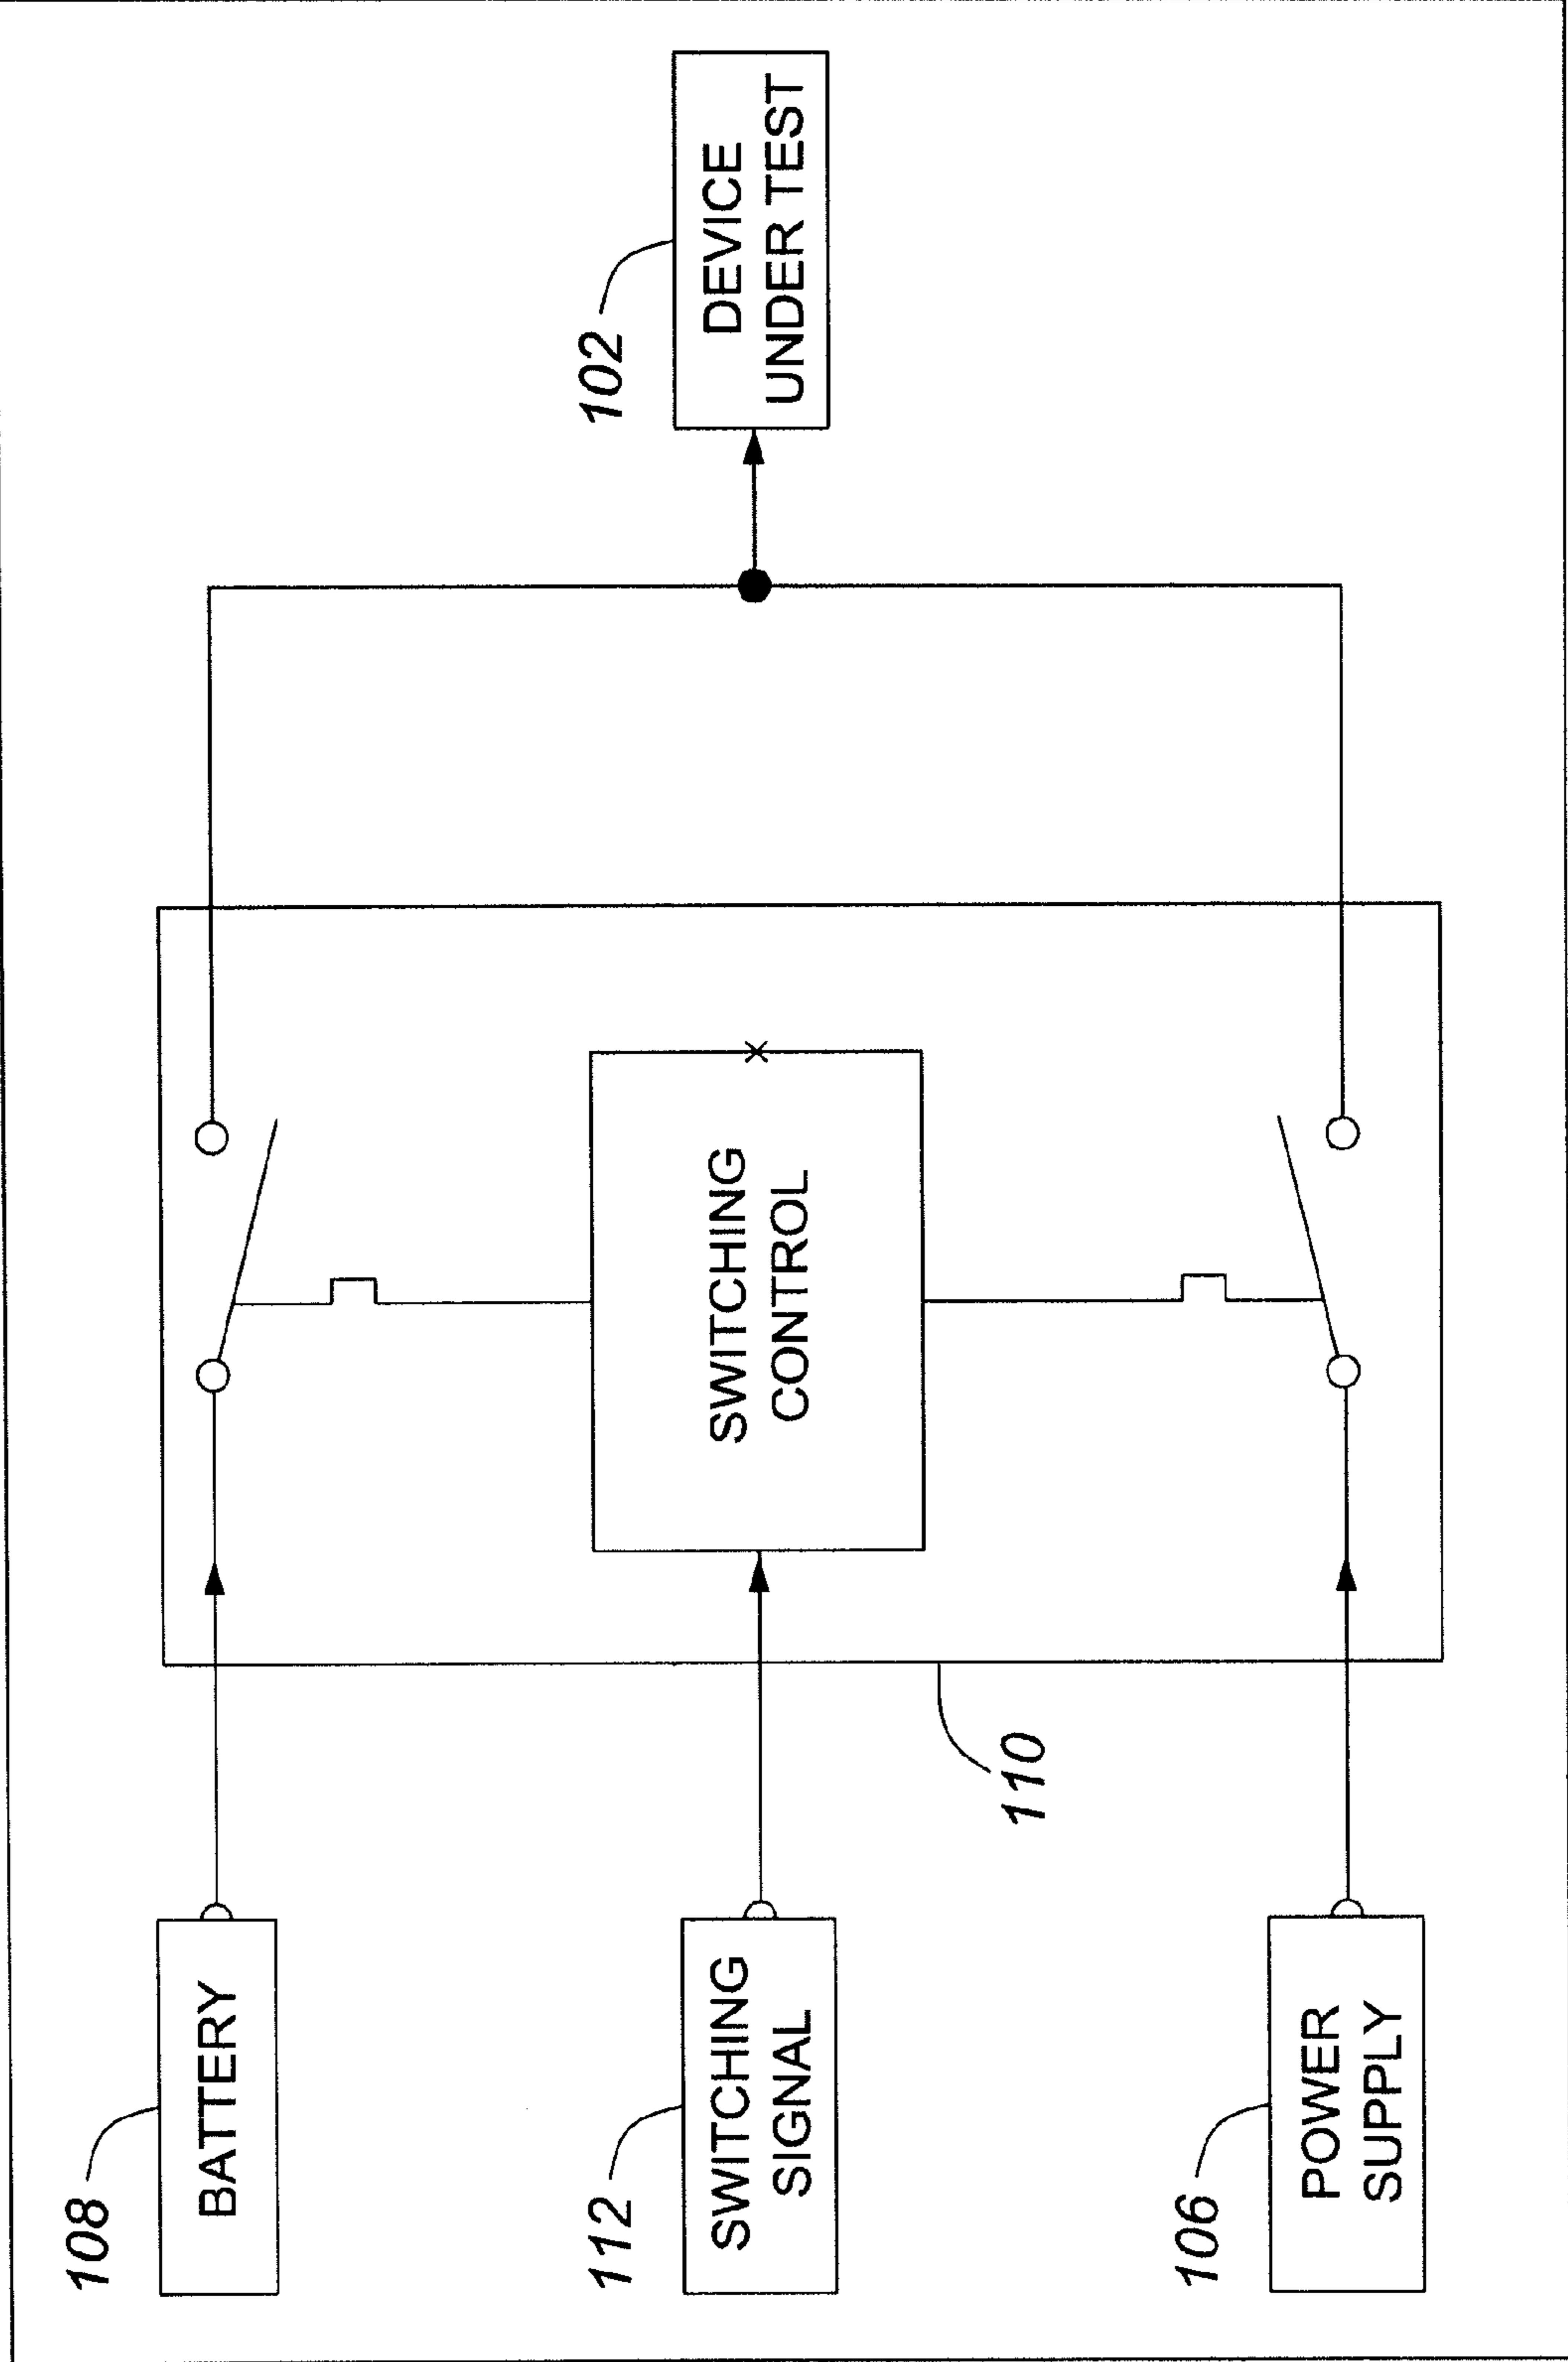 108
BATTERY
112
SWITCHING
SIGNAL
106
POWER
SUPPLY
110
SWITCHING
CONTROL
102
DEVICE
UNDER TEST